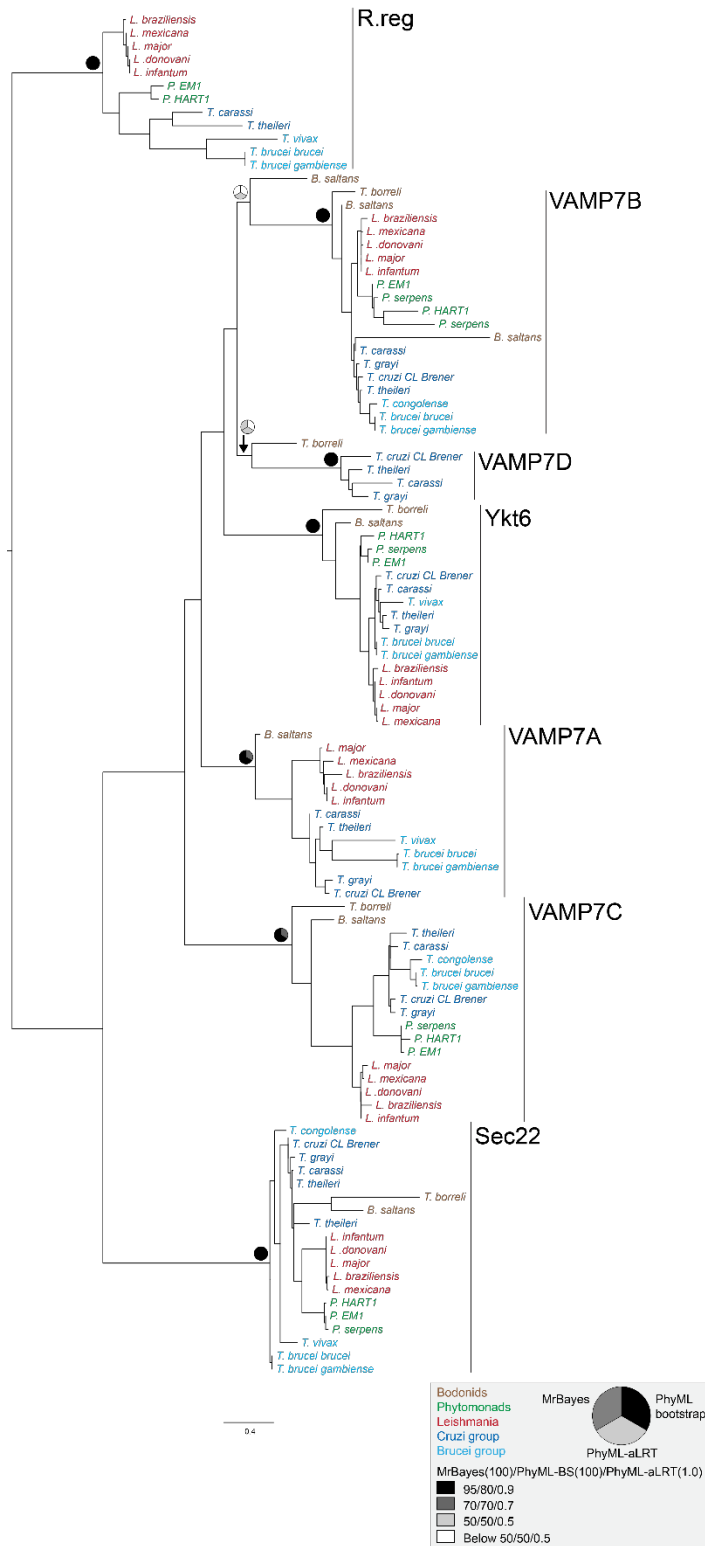 R.reg
L. braziliensis
L. mexicana
L. major
L .donovani
L. infantum
P. EM1
P. HART1
T. carassi
T. theileri
T. vivax
T. brucei brucei
T. brucei gambiense
B. saltans
VAMP7B
T. borreli
B. saltans
L. braziliensis
L. mexicana
L .donovani
L. major
L. infantum
P. EM1
P. serpens
P. HART1
P. serpens
B. saltans
T. carassi
T. grayi
T. cruzi CL Brener
T. theileri
T. congolense
T. brucei brucei
T. brucei gambiense
T. borreli
VAMP7D
T. cruzi CL Brener
T. theileri
T. carassi
T. grayi
Ykt6
T. borreli
B. saltans
P. HART1
P. serpens
P. EM1
T. cruzi CL Brener
T. carassi
T. vivax
T. theileri
T. grayi
T. brucei brucei
T. brucei gambiense
L. braziliensis
L. infantum
L .donovani
L. major
L. mexicana
VAMP7A
B. saltans
L. major
L. mexicana
L. braziliensis
L .donovani
L. infantum
T. carassi
T. theileri
T. vivax
T. brucei brucei
T. brucei gambiense
T. grayi
T. cruzi CL Brener
VAMP7C
T. borreli
B. saltans
T. theileri
T. carassi
T. congolense
T. brucei brucei
T. brucei gambiense
T. cruzi CL Brener
T. grayi
P. serpens
P. HART1
P. EM1
L. major
L. mexicana
L .donovani
L. braziliensis
L. infantum
Sec22
T. congolense
T. cruzi CL Brener
T. grayi
T. carassi
T. theileri
T. borreli
B. saltans
T. theileri
L. infantum
L .donovani
L. major
L. braziliensis
L. mexicana
P. HART1
P. EM1
P. serpens
T. vivax
T. brucei brucei
T. brucei gambiense
0.4
Bodonids
Phytomonads
Leishmania
Cruzi group
Brucei group
MrBayes
PhyML
bootstrap
PhyML-aLRT
MrBayes(100)/PhyML-BS(100)/PhyML-aLRT(1.0)
95/80/0.9
70/70/0.7
50/50/0.5
Below 50/50/0.5